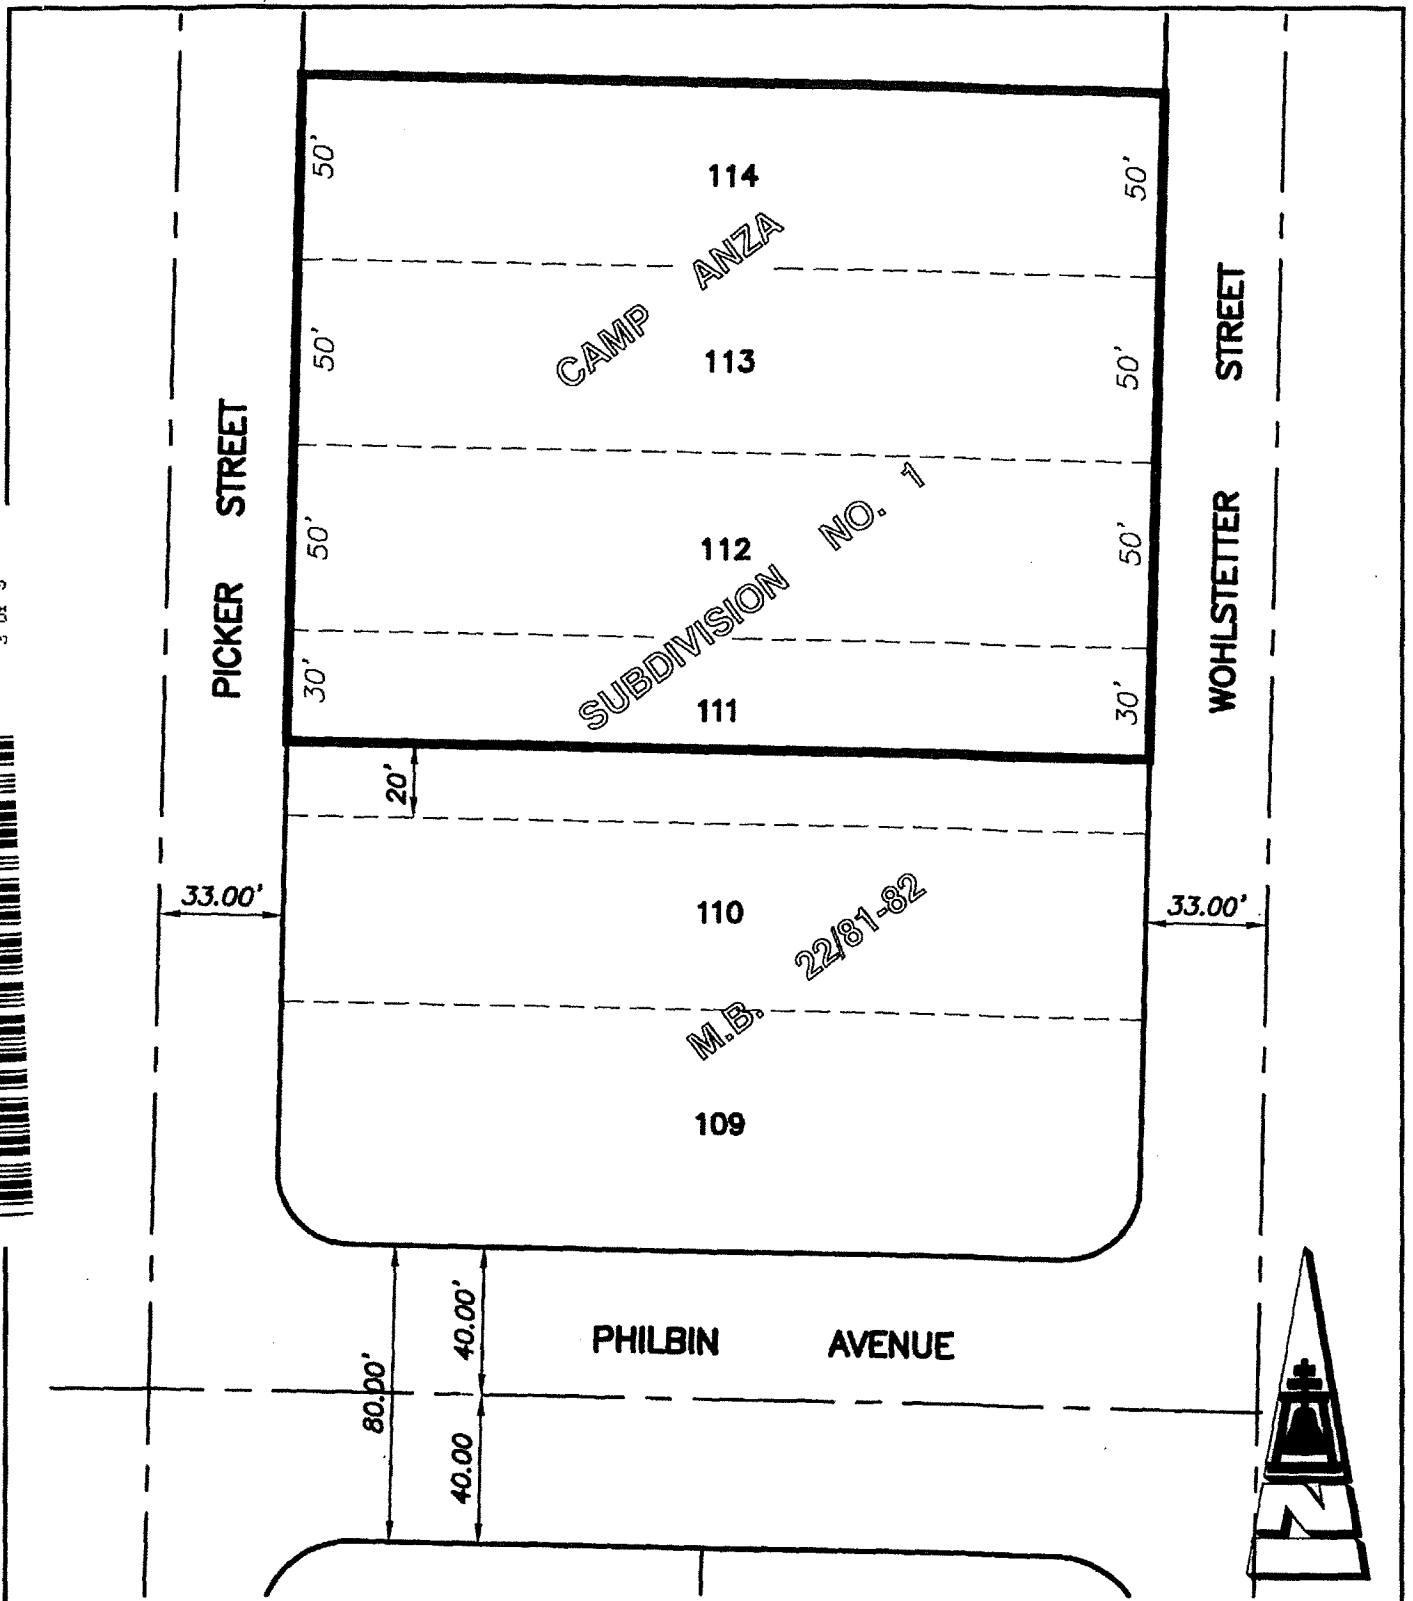 50'
114
50'
CAMP ANZA
50'
113
50'
PICKER STREET
WOHLSTETTER STREET
50'
112
50'
SUBDIVISION NO. 1
30'
111
30'
20'
33.00'
110
33.00'
M.B. 22/81-82
109
80.00'
40.00'
PHILBIN AVENUE
40.00
N